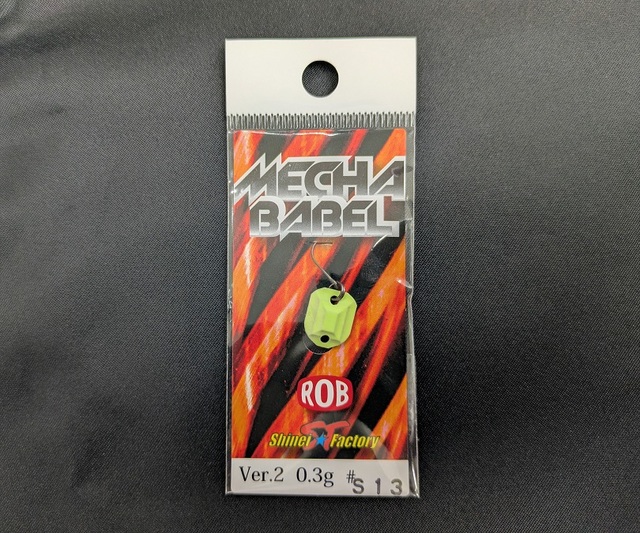 MECHA
BABEL
ROB
Shinei Factory
Ver.2 0.3g #S13